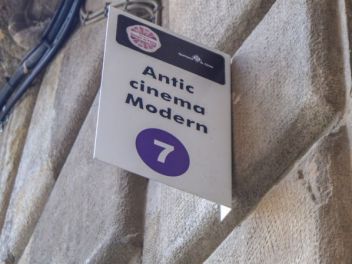 Antic
cinema
Modern
7